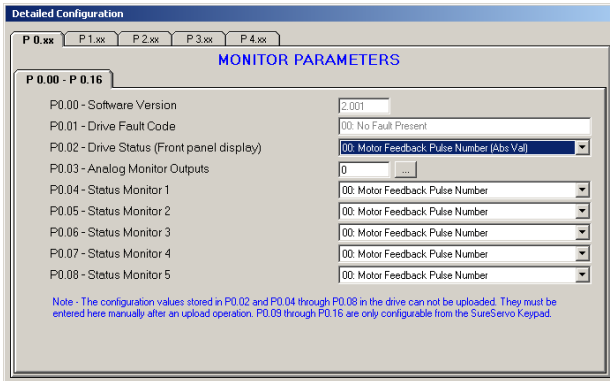 Detailed Configuration
P 0.xx P 1.xx P 2.xx P 3.xx P 4.xx
MONITOR PARAMETERS
P 0.00 - P 0.16
P0.00 - Software Version 2.001
P0.01 - Drive Fault Code 00: No Fault Present
P0.02 - Drive Status (Front panel display) 00: Motor Feedback Pulse Number (Abs Val)
P0.03 - Analog Monitor Outputs 0 ...
P0.04 - Status Monitor 1 00: Motor Feedback Pulse Number
P0.05 - Status Monitor 2 00: Motor Feedback Pulse Number
P0.06 - Status Monitor 3 00: Motor Feedback Pulse Number
P0.07 - Status Monitor 4 00: Motor Feedback Pulse Number
P0.08 - Status Monitor 5 00: Motor Feedback Pulse Number
Note - The configuration values stored in P0.02 and P0.04 through P0.08 in the drive can not be uploaded. They must be
entered here manually after an upload operation. P0.09 through P0.16 are only configurable from the SureServo Keypad.